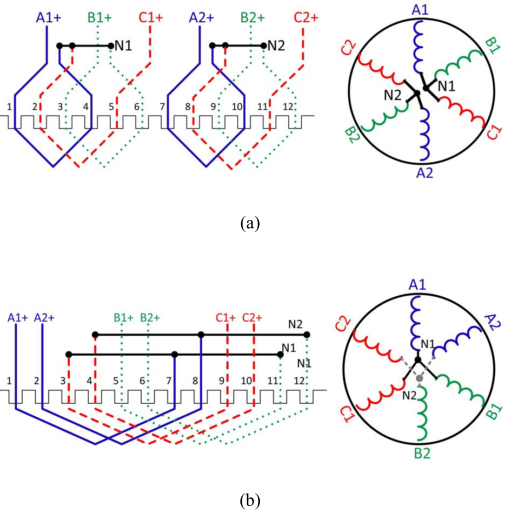 A1+ B1+ C1+ A2+ B2+ C2+
N1 N2
1 2 3 4 5 6 7 8 9 10 11 12
A1
B1
C2
N2 N1
B2
C1
A2
(a)
A1+ A2+ B1+ B2+ C1+ C2+
N2
N1
N1
1 2 3 4 5 6 7 8 9 10 11 12
A1
C2 A2
N1
N2
C1 B1
B2
(b)